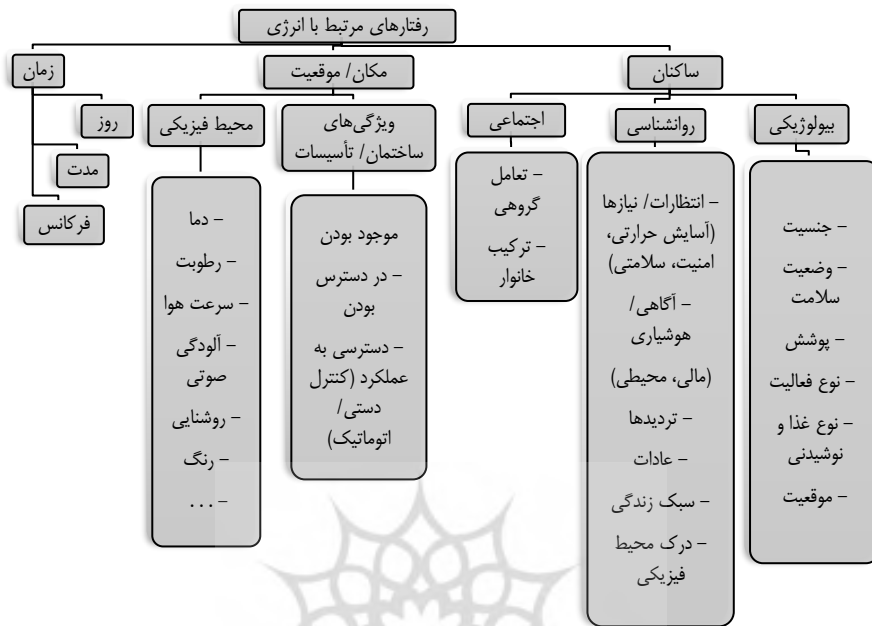 رفتارهای مرتبط با انرژی
ساکنان
بیولوژیکی
– جنسیت
– وضعیت
سلامت
– پوشش
– نوع فعالیت
– نوع غذا و
نوشیدنی
– موقعیت
روانشناسی
– انتظارات/ نیازها
(آسایش حرارتی،
امنیت، سلامتی)
– آگاهی/
هوشیاری
(مالی، محیطی)
– تردیدها
– عادات
– سبک زندگی
– درک محیط
فیزیکی
اجتماعی
– تعامل
گروهی
– ترکیب
خانوار
مکان/ موقعیت
ویژگی‌های
ساختمان/ تأسیسات
موجود بودن
– در دسترس
بودن
– دسترسی به
عملکرد (کنترل
دستی/
اتوماتیک)
محیط فیزیکی
– دما
– رطوبت
– سرعت هوا
– آلودگی
صوتی
– روشنایی
– رنگ
– ...
زمان
روز
مدت
فرکانس